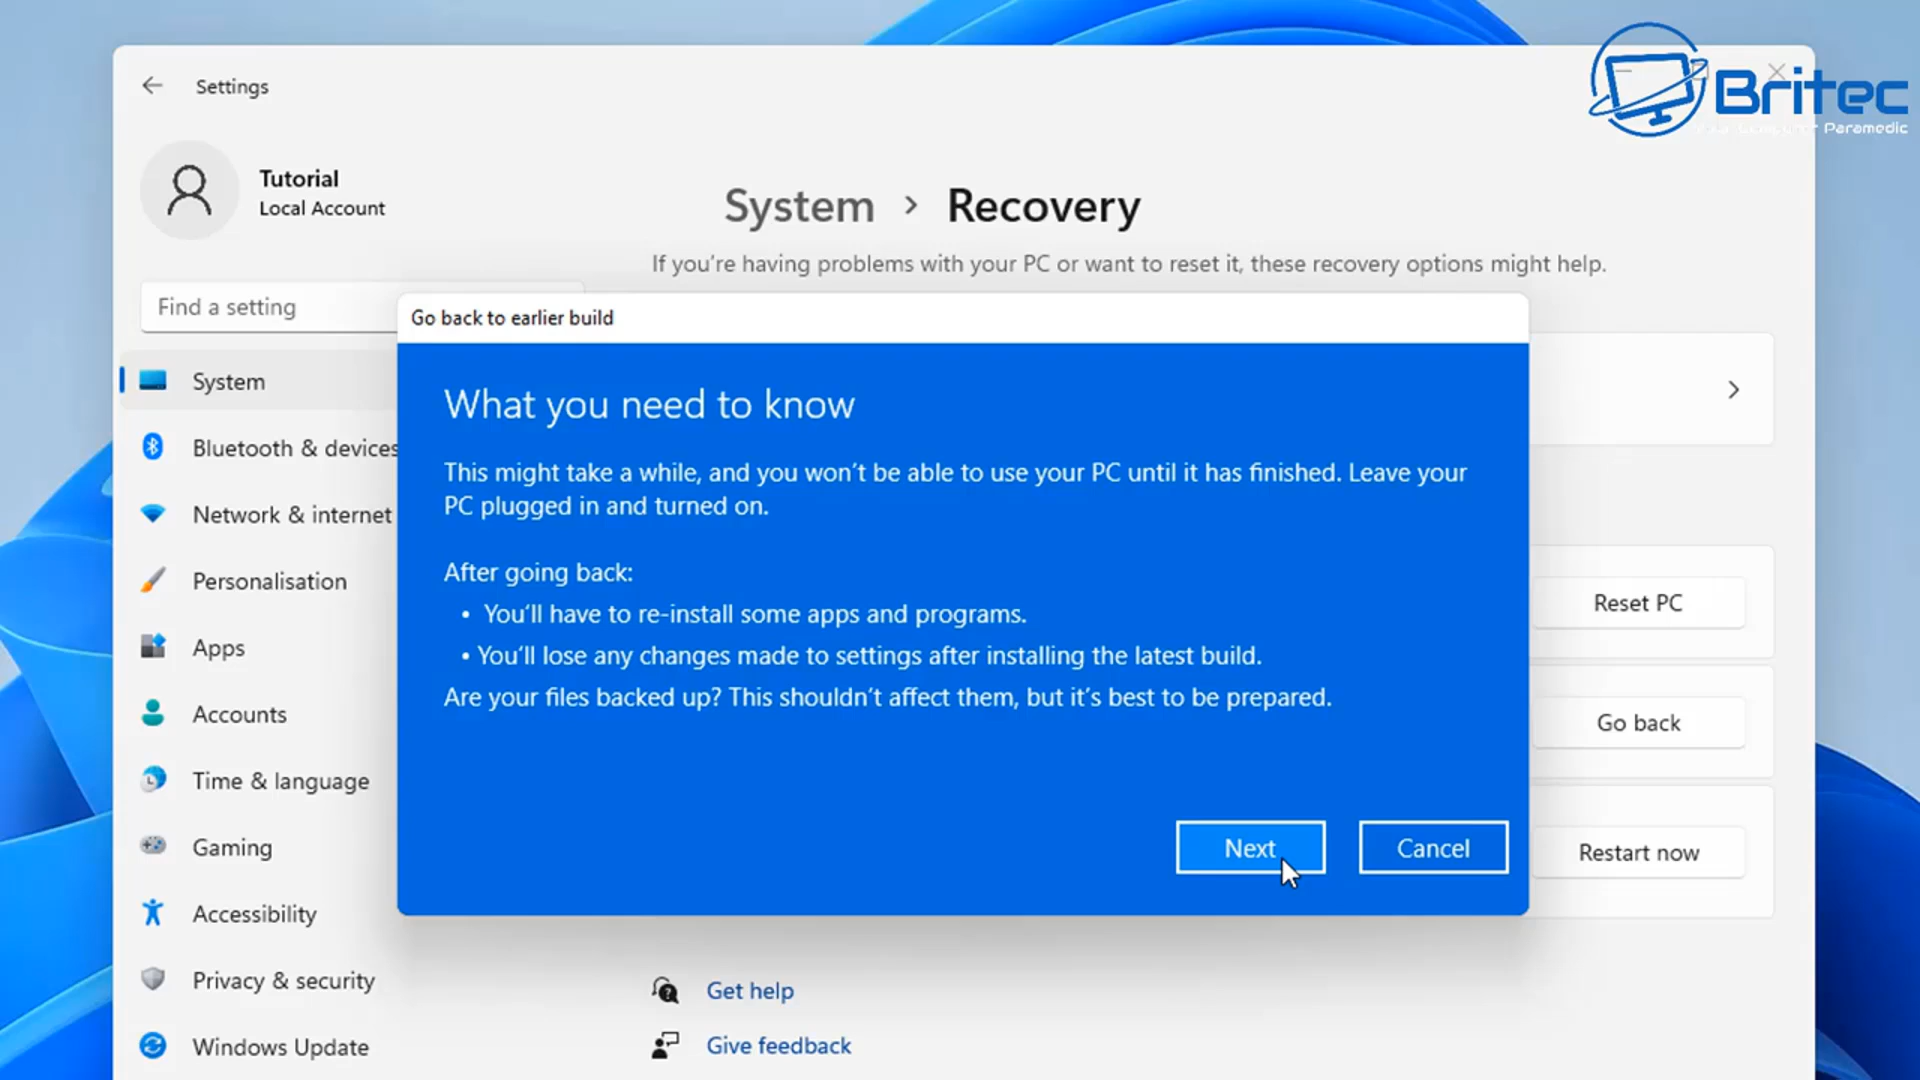 Settings
Britec
Paramedic
Tutorial
Local Account
System > Recovery
If you're having problems with your PC or want to reset it, these recovery options might help.
Find a setting
Go back to earlier build
What you need to know
This might take a while, and you won't be able to use your PC until it has finished. Leave your
PC plugged in and turned on.
After going back:
• You'll have to re-install some apps and programs.
• You'll lose any changes made to settings after installing the latest build.
Are your files backed up? This shouldn't affect them, but it's best to be prepared.
Next
Cancel
System
Bluetooth & devices
Network & internet
Personalisation
Apps
Accounts
Time & language
Gaming
Accessibility
Privacy & security
Windows Update
Reset PC
Go back
Restart now
Get help
Give feedback